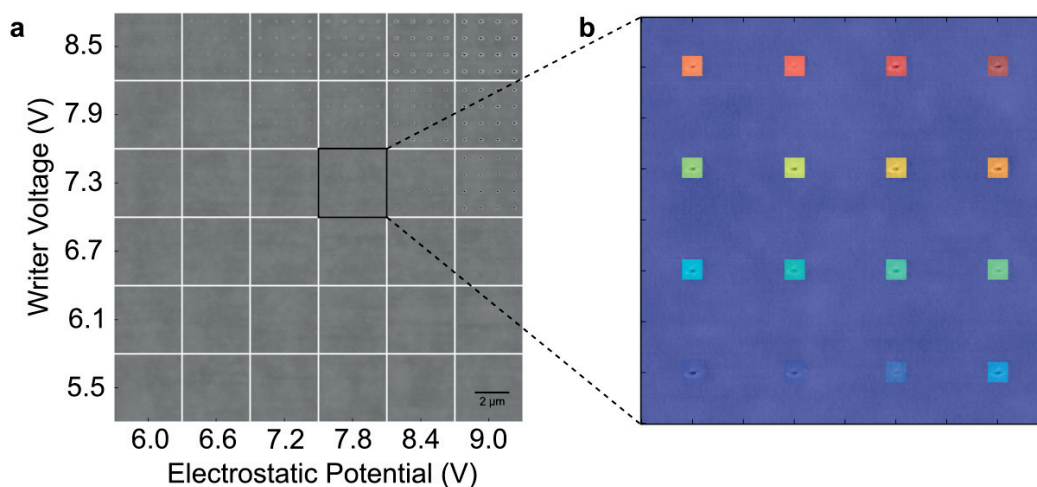 a
b
Writer Voltage (V)
8.5
7.9
7.3
6.7
6.1
5.5
2 µm
6.0 6.6 7.2 7.8 8.4 9.0
Electrostatic Potential (V)